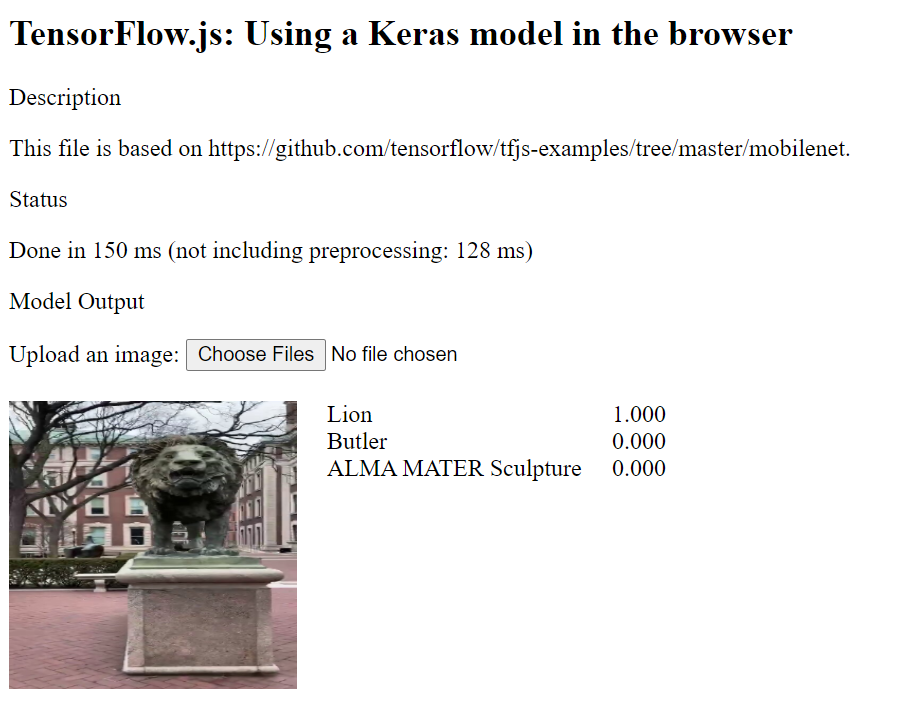 TensorFlow.js: Using a Keras model in the browser
Description
This file is based on https://github.com/tensorflow/tfjs-examples/tree/master/mobilenet.
Status
Done in 150 ms (not including preprocessing: 128 ms)
Model Output
Upload an image: Choose Files No file chosen
Lion 1.000
Butler 0.000
ALMA MATER Sculpture 0.000